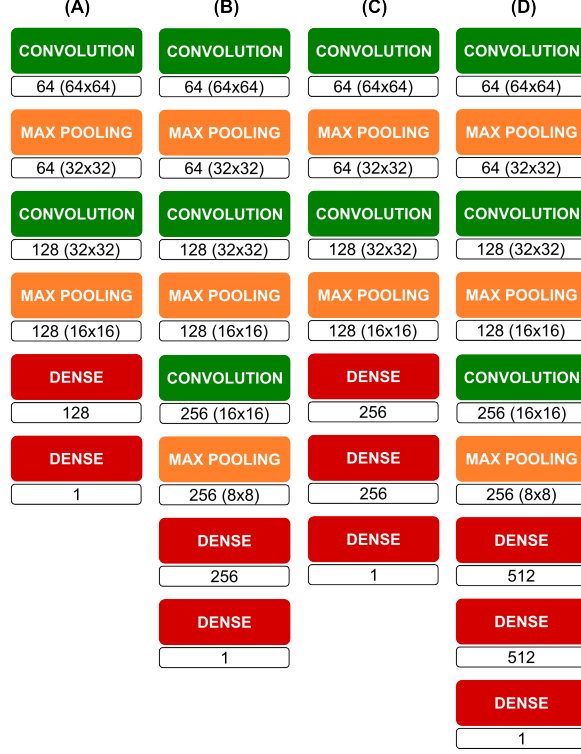 (A) (B) (C) (D)
CONVOLUTION CONVOLUTION CONVOLUTION CONVOLUTION
64 (64x64) 64 (64x64) 64 (64x64) 64 (64x64)
MAX POOLING MAX POOLING MAX POOLING MAX POOLING
64 (32x32) 64 (32x32) 64 (32x32) 64 (32x32)
CONVOLUTION CONVOLUTION CONVOLUTION CONVOLUTION
128 (32x32) 128 (32x32) 128 (32x32) 128 (32x32)
MAX POOLING MAX POOLING MAX POOLING MAX POOLING
128 (16x16) 128 (16x16) 128 (16x16) 128 (16x16)
DENSE CONVOLUTION DENSE CONVOLUTION
128 256 (16x16) 256 256 (16x16)
DENSE MAX POOLING DENSE MAX POOLING
1 256 (8x8) 256 256 (8x8)
DENSE DENSE DENSE
256 1 512
DENSE DENSE
1 512
DENSE
1